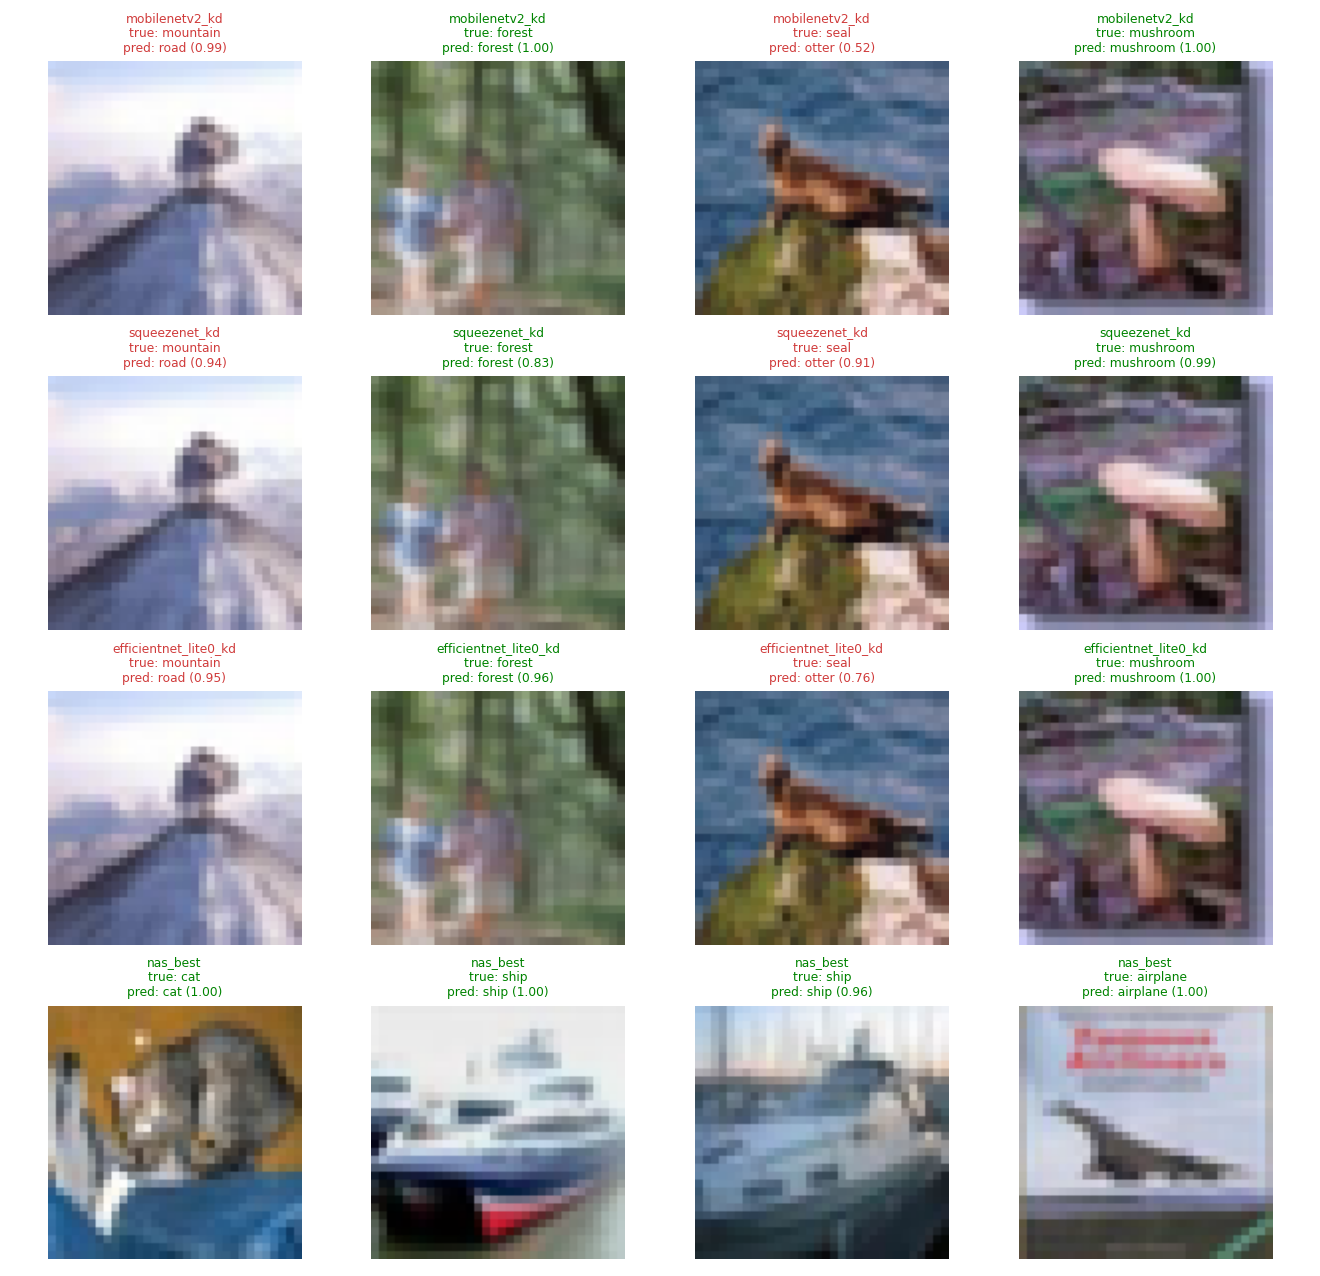 mobilenetv2_kd
true: mountain
pred: road (0.99)
mobilenetv2_kd
true: forest
pred: forest (1.00)
mobilenetv2_kd
true: seal
pred: otter (0.52)
mobilenetv2_kd
true: mushroom
pred: mushroom (1.00)
squeezenet_kd
true: mountain
pred: road (0.94)
squeezenet_kd
true: forest
pred: forest (0.83)
squeezenet_kd
true: seal
pred: otter (0.91)
squeezenet_kd
true: mushroom
pred: mushroom (0.99)
efficientnet_lite0_kd
true: mountain
pred: road (0.95)
efficientnet_lite0_kd
true: forest
pred: forest (0.96)
efficientnet_lite0_kd
true: seal
pred: otter (0.76)
efficientnet_lite0_kd
true: mushroom
pred: mushroom (1.00)
nas_best
true: cat
pred: cat (1.00)
nas_best
true: ship
pred: ship (1.00)
nas_best
true: ship
pred: ship (0.96)
nas_best
true: airplane
pred: airplane (1.00)